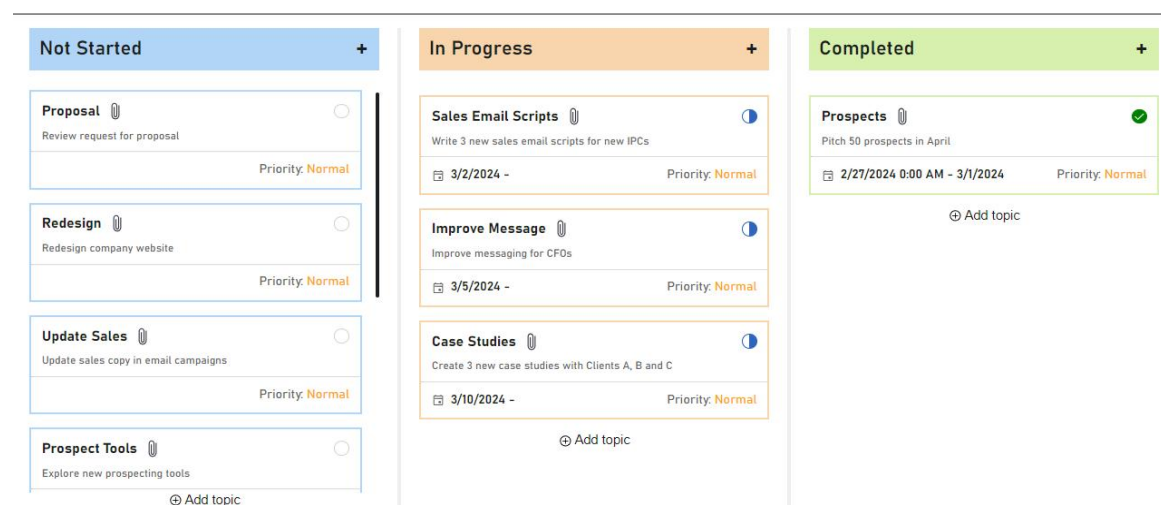 Not Started +
Proposal
Review request for proposal
Priority: Normal
Redesign
Redesign company website
Priority: Normal
Update Sales
Update sales copy in email campaigns
Priority: Normal
Prospect Tools
Explore new prospecting tools
Add topic
In Progress +
Sales Email Scripts
Write 3 new sales email scripts for new IPCs
3/2/2024 - Priority: Normal
Improve Message
Improve messaging for CFOs
3/5/2024 - Priority: Normal
Case Studies
Create 3 new case studies with Clients A, B and C
3/10/2024 - Priority: Normal
Add topic
Completed +
Prospects
Pitch 50 prospects in April
2/27/2024 0:00 AM - 3/1/2024 Priority: Normal
Add topic